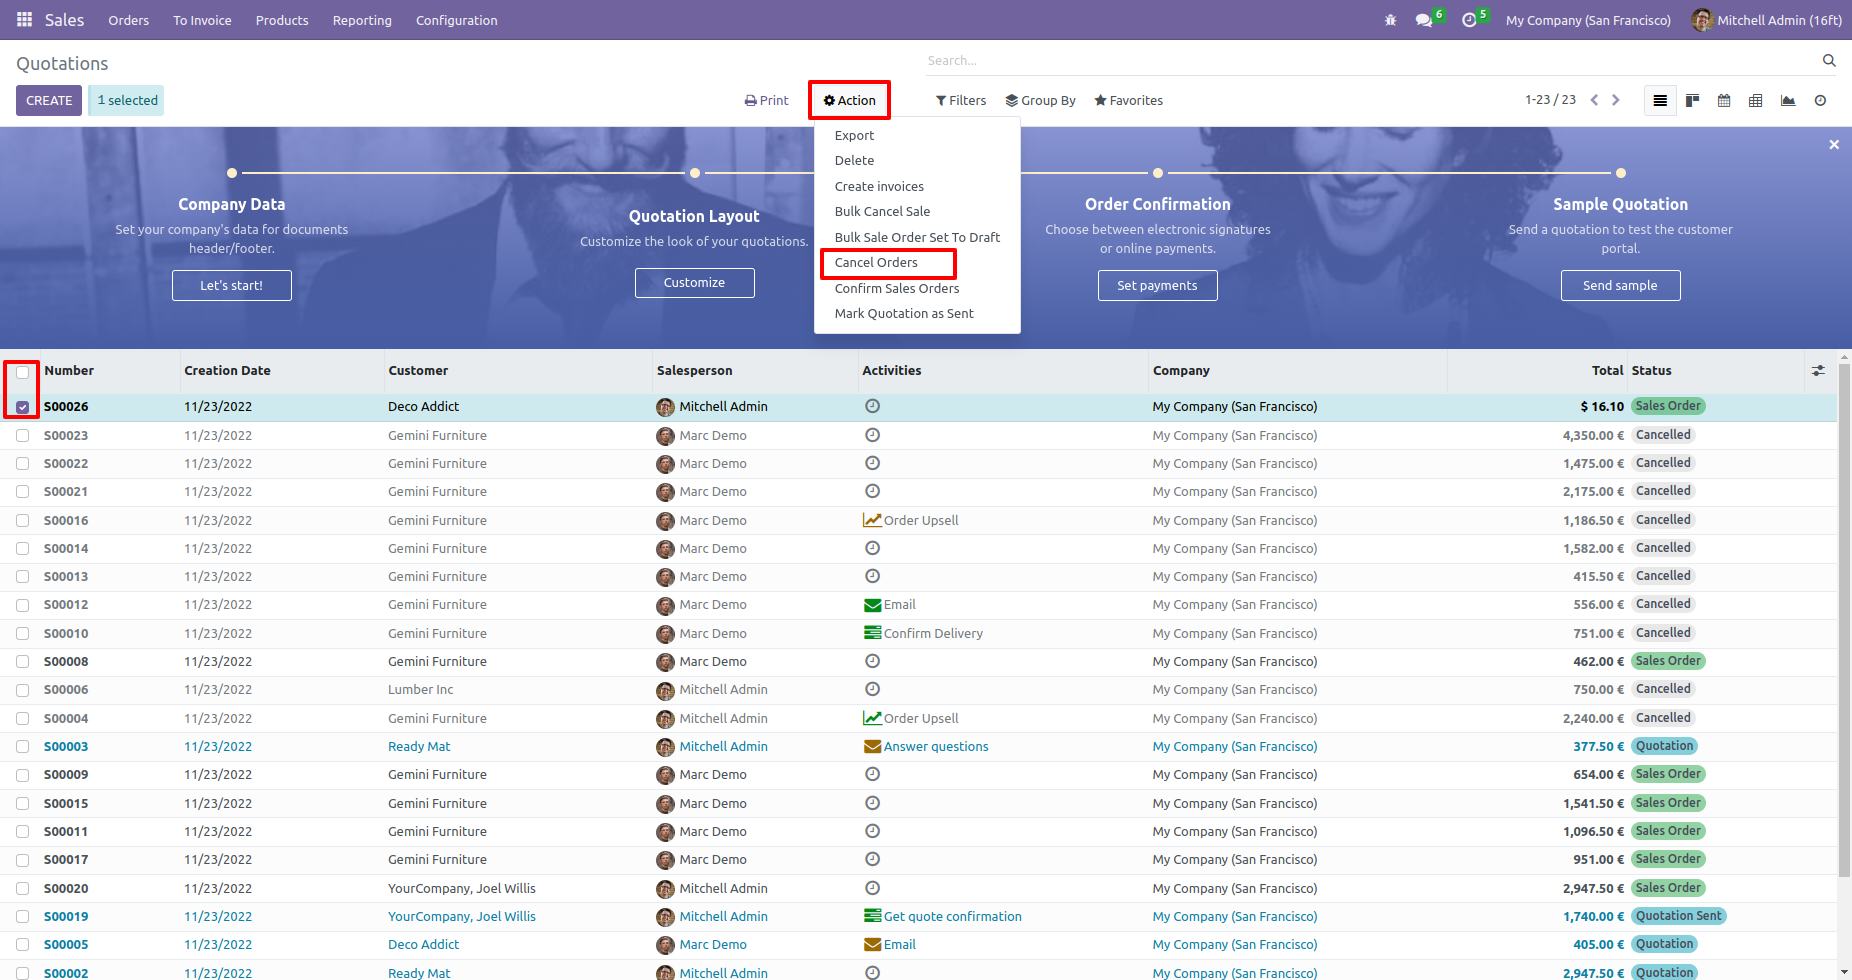 Sales Orders To Invoice Products Reporting Configuration 6 5 My Company (San Francisco) Mitchell Admin (16ft)
Quotations
Search...
CREATE 1 selected Print Action Filters Group By Favorites 1-23 / 23
Export
Delete
Create invoices
Bulk Cancel Sale
Bulk Sale Order Set To Draft
Cancel Orders
Confirm Sales Orders
Mark Quotation as Sent
Company Data
Set your company's data for documents
header/footer.
Let's start!
Quotation Layout
Customize the look of your quotations.
Customize
Order Confirmation
Choose between electronic signatures
or online payments.
Set payments
Sample Quotation
Send a quotation to test the customer
portal.
Send sample
Number Creation Date Customer Salesperson Activities Company Total Status
S00026 11/23/2022 Deco Addict Mitchell Admin My Company (San Francisco) $ 16.10 Sales Order
S00023 11/23/2022 Gemini Furniture Marc Demo My Company (San Francisco) 4,350.00 € Cancelled
S00022 11/23/2022 Gemini Furniture Marc Demo My Company (San Francisco) 1,475.00 € Cancelled
S00021 11/23/2022 Gemini Furniture Marc Demo My Company (San Francisco) 2,175.00 € Cancelled
S00016 11/23/2022 Gemini Furniture Marc Demo Order Upsell My Company (San Francisco) 1,186.50 € Cancelled
S00014 11/23/2022 Gemini Furniture Marc Demo My Company (San Francisco) 1,582.00 € Cancelled
S00013 11/23/2022 Gemini Furniture Marc Demo My Company (San Francisco) 415.50 € Cancelled
S00012 11/23/2022 Gemini Furniture Marc Demo Email My Company (San Francisco) 556.00 € Cancelled
S00010 11/23/2022 Gemini Furniture Marc Demo Confirm Delivery My Company (San Francisco) 751.00 € Cancelled
S00008 11/23/2022 Gemini Furniture Marc Demo My Company (San Francisco) 462.00 € Sales Order
S00006 11/23/2022 Lumber Inc Mitchell Admin My Company (San Francisco) 750.00 € Cancelled
S00004 11/23/2022 Gemini Furniture Mitchell Admin Order Upsell My Company (San Francisco) 2,240.00 € Cancelled
S00003 11/23/2022 Ready Mat Mitchell Admin Answer questions My Company (San Francisco) 377.50 € Quotation
S00009 11/23/2022 Gemini Furniture Marc Demo My Company (San Francisco) 654.00 € Sales Order
S00015 11/23/2022 Gemini Furniture Marc Demo My Company (San Francisco) 1,541.50 € Sales Order
S00011 11/23/2022 Gemini Furniture Marc Demo My Company (San Francisco) 1,096.50 € Sales Order
S00017 11/23/2022 Gemini Furniture Marc Demo My Company (San Francisco) 951.00 € Sales Order
S00020 11/23/2022 YourCompany, Joel Willis Mitchell Admin My Company (San Francisco) 2,947.50 € Sales Order
S00019 11/23/2022 YourCompany, Joel Willis Mitchell Admin Get quote confirmation My Company (San Francisco) 1,740.00 € Quotation Sent
S00005 11/23/2022 Deco Addict Marc Demo Email My Company (San Francisco) 405.00 € Quotation
S00002 11/23/2022 Ready Mat Mitchell Admin My Company (San Francisco) 2,947.50 € Quotation